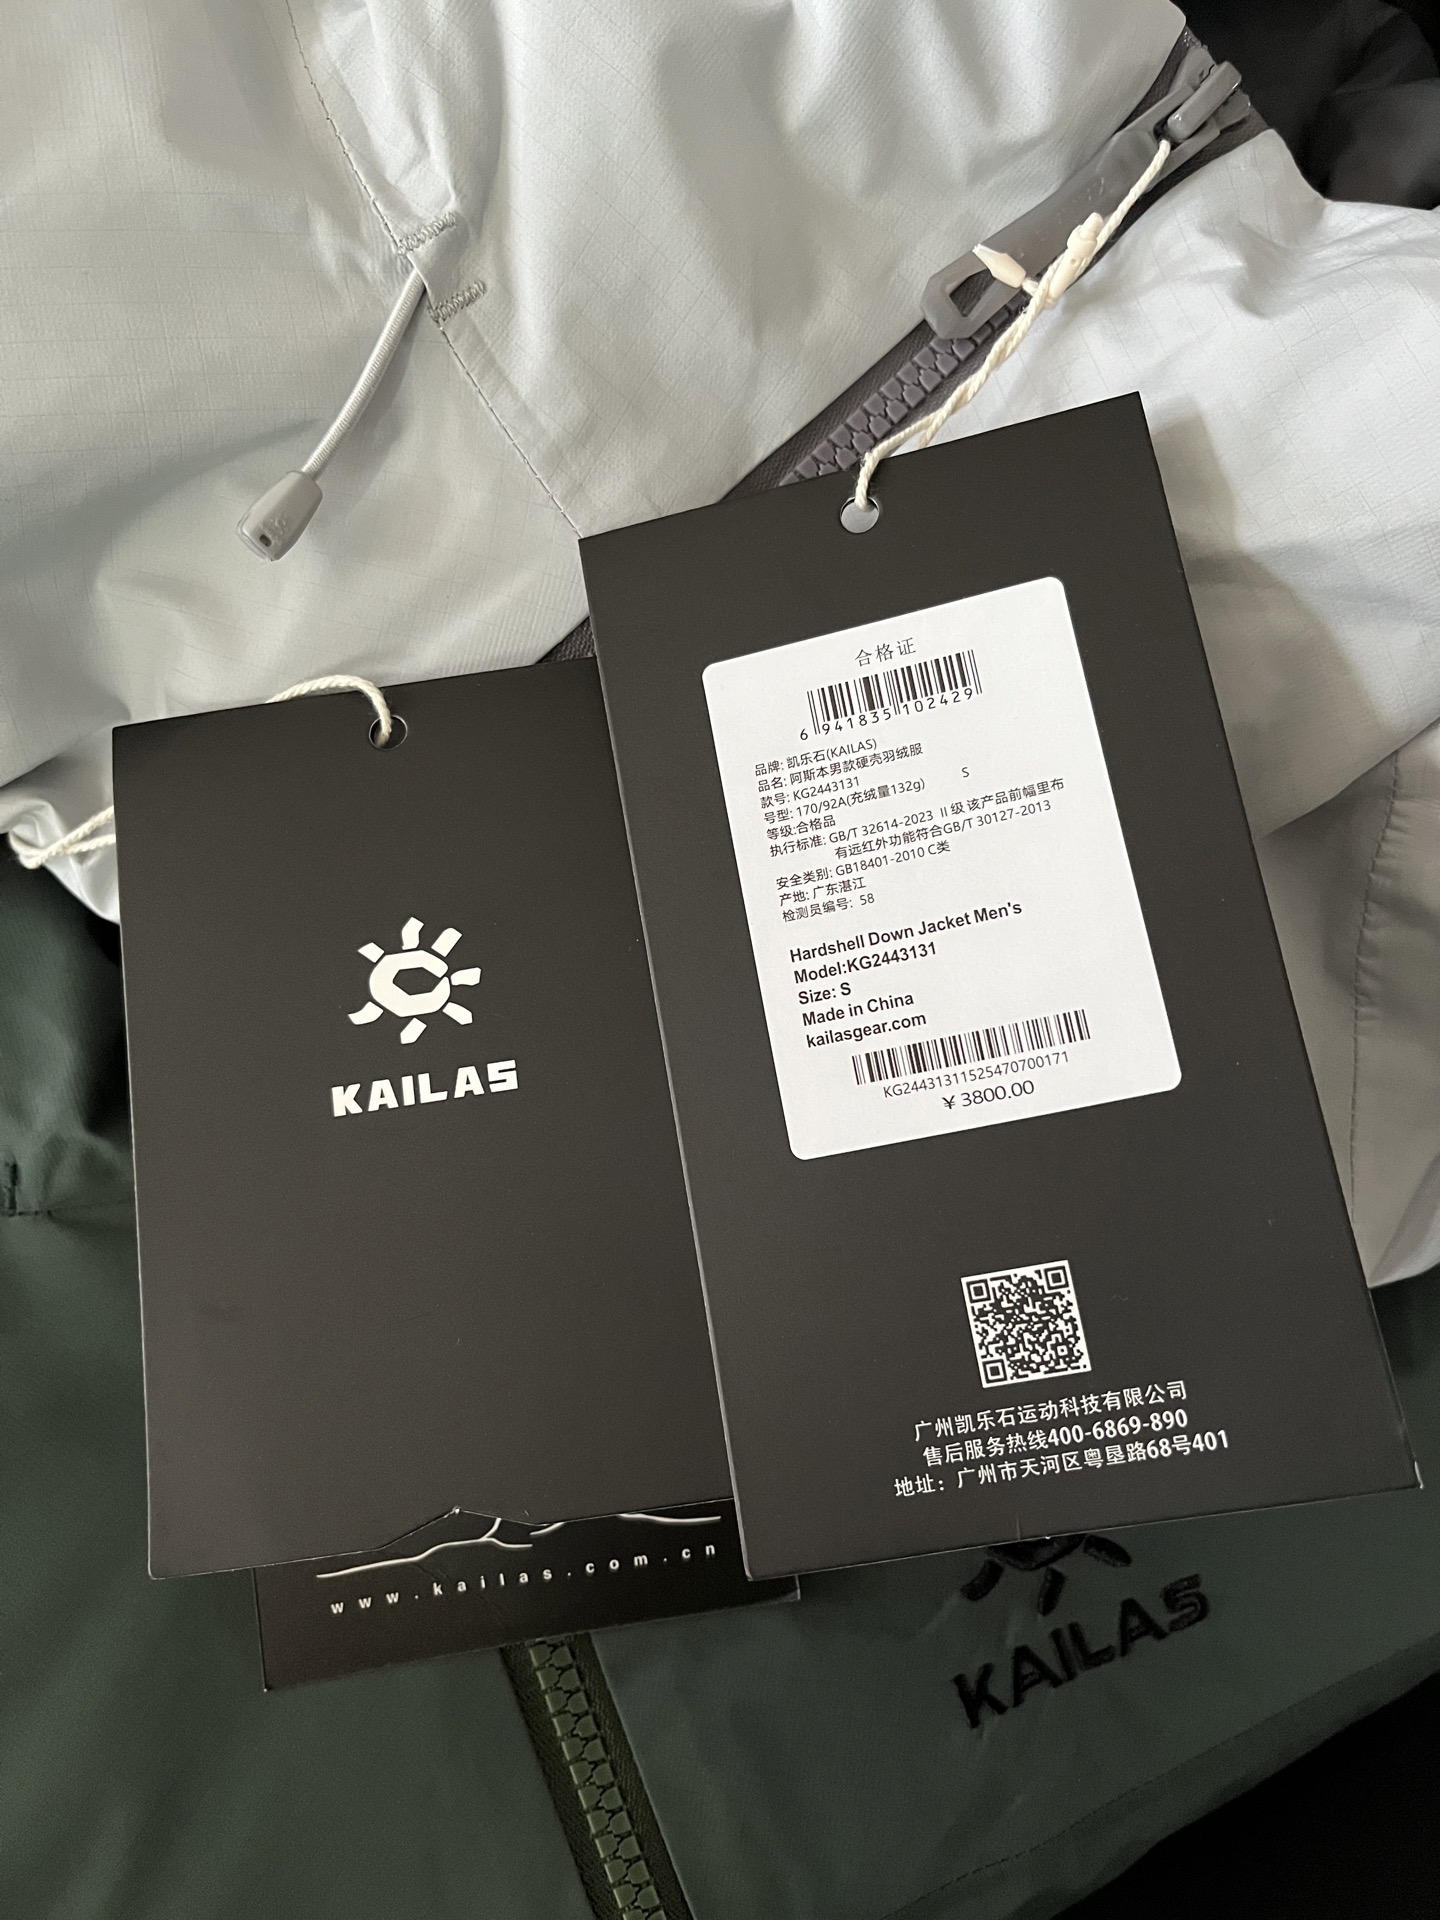 KAILAS
www.kailas.com.cn
合格证
6 941835 102429
品牌: 凯乐石(KAILAS)
品名: 阿斯本男款硬壳羽绒服
款号: KG2443131
号型: 170/92A(充绒量132g) S
等级:合格品
执行标准: GB/T 32614-2023 II级 该产品前幅里布
有远红外功能符合GB/T 30127-2013
安全类别: GB18401-2010 C类
产地: 广东湛江
检测员编号: 58
Hardshell Down Jacket Men's
Model:KG2443131
Size: S
Made in China
kailasgear.com
KG24431311525470700171
¥ 3800.00
广州凯乐石运动科技有限公司
售后服务热线400-6869-890
地址：广州市天河区粤垦路68号401
KAILAS